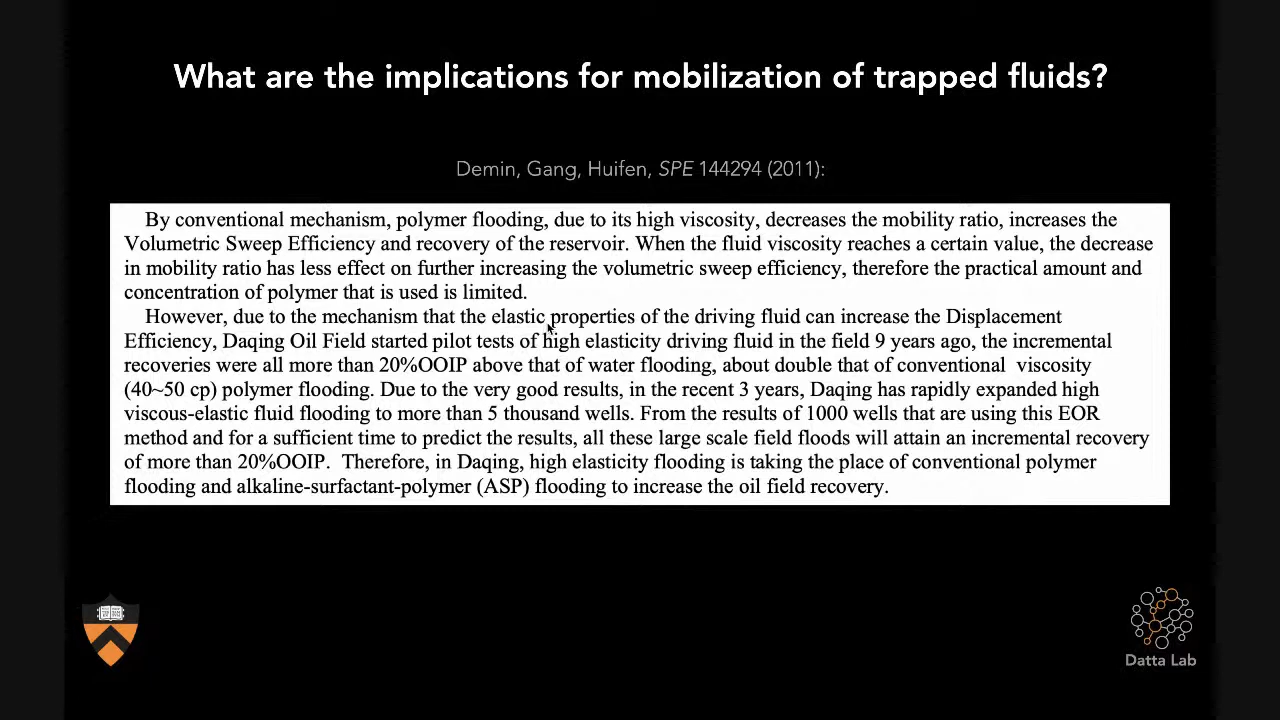 What are the implications for mobilization of trapped fluids?
Demin, Gang, Huifen, SPE 144294 (2011):
By conventional mechanism, polymer flooding, due to its high viscosity, decreases the mobility ratio, increases the
Volumetric Sweep Efficiency and recovery of the reservoir. When the fluid viscosity reaches a certain value, the decrease
in mobility ratio has less effect on further increasing the volumetric sweep efficiency, therefore the practical amount and
concentration of polymer that is used is limited.
However, due to the mechanism that the elastic properties of the driving fluid can increase the Displacement
Efficiency, Daqing Oil Field started pilot tests of high elasticity driving fluid in the field 9 years ago, the incremental
recoveries were all more than 20%OOIP above that of water flooding, about double that of conventional viscosity
(40~50 cp) polymer flooding. Due to the very good results, in the recent 3 years, Daqing has rapidly expanded high
viscous-elastic fluid flooding to more than 5 thousand wells. From the results of 1000 wells that are using this EOR
method and for a sufficient time to predict the results, all these large scale field floods will attain an incremental recovery
of more than 20%OOIP. Therefore, in Daqing, high elasticity flooding is taking the place of conventional polymer
flooding and alkaline-surfactant-polymer (ASP) flooding to increase the oil field recovery.
Datta Lab